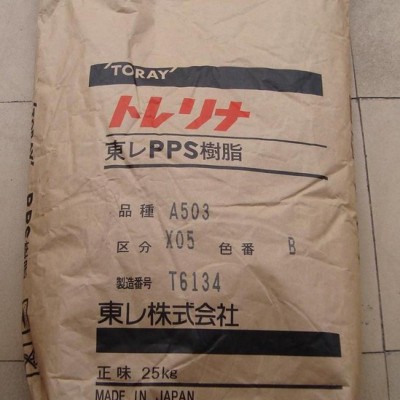 TORAY
トレリナ
東レPPS樹脂
品種 A503
区分 X05 色番 B
製造番号 T6134
東レ株式会社
正味 25kg
MADE IN JAPAN